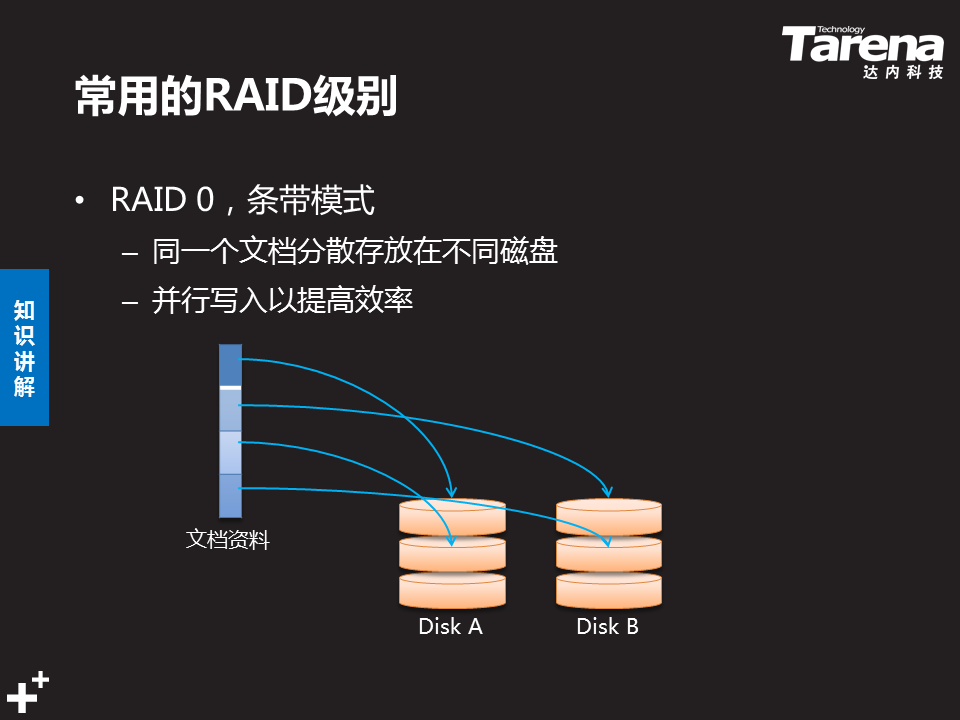 Technology
Tarena
达内科技
常用的RAID级别
• RAID 0，条带模式
– 同一个文档分散存放在不同磁盘
– 并行写入以提高效率
知识讲解
文档资料
Disk A
Disk B